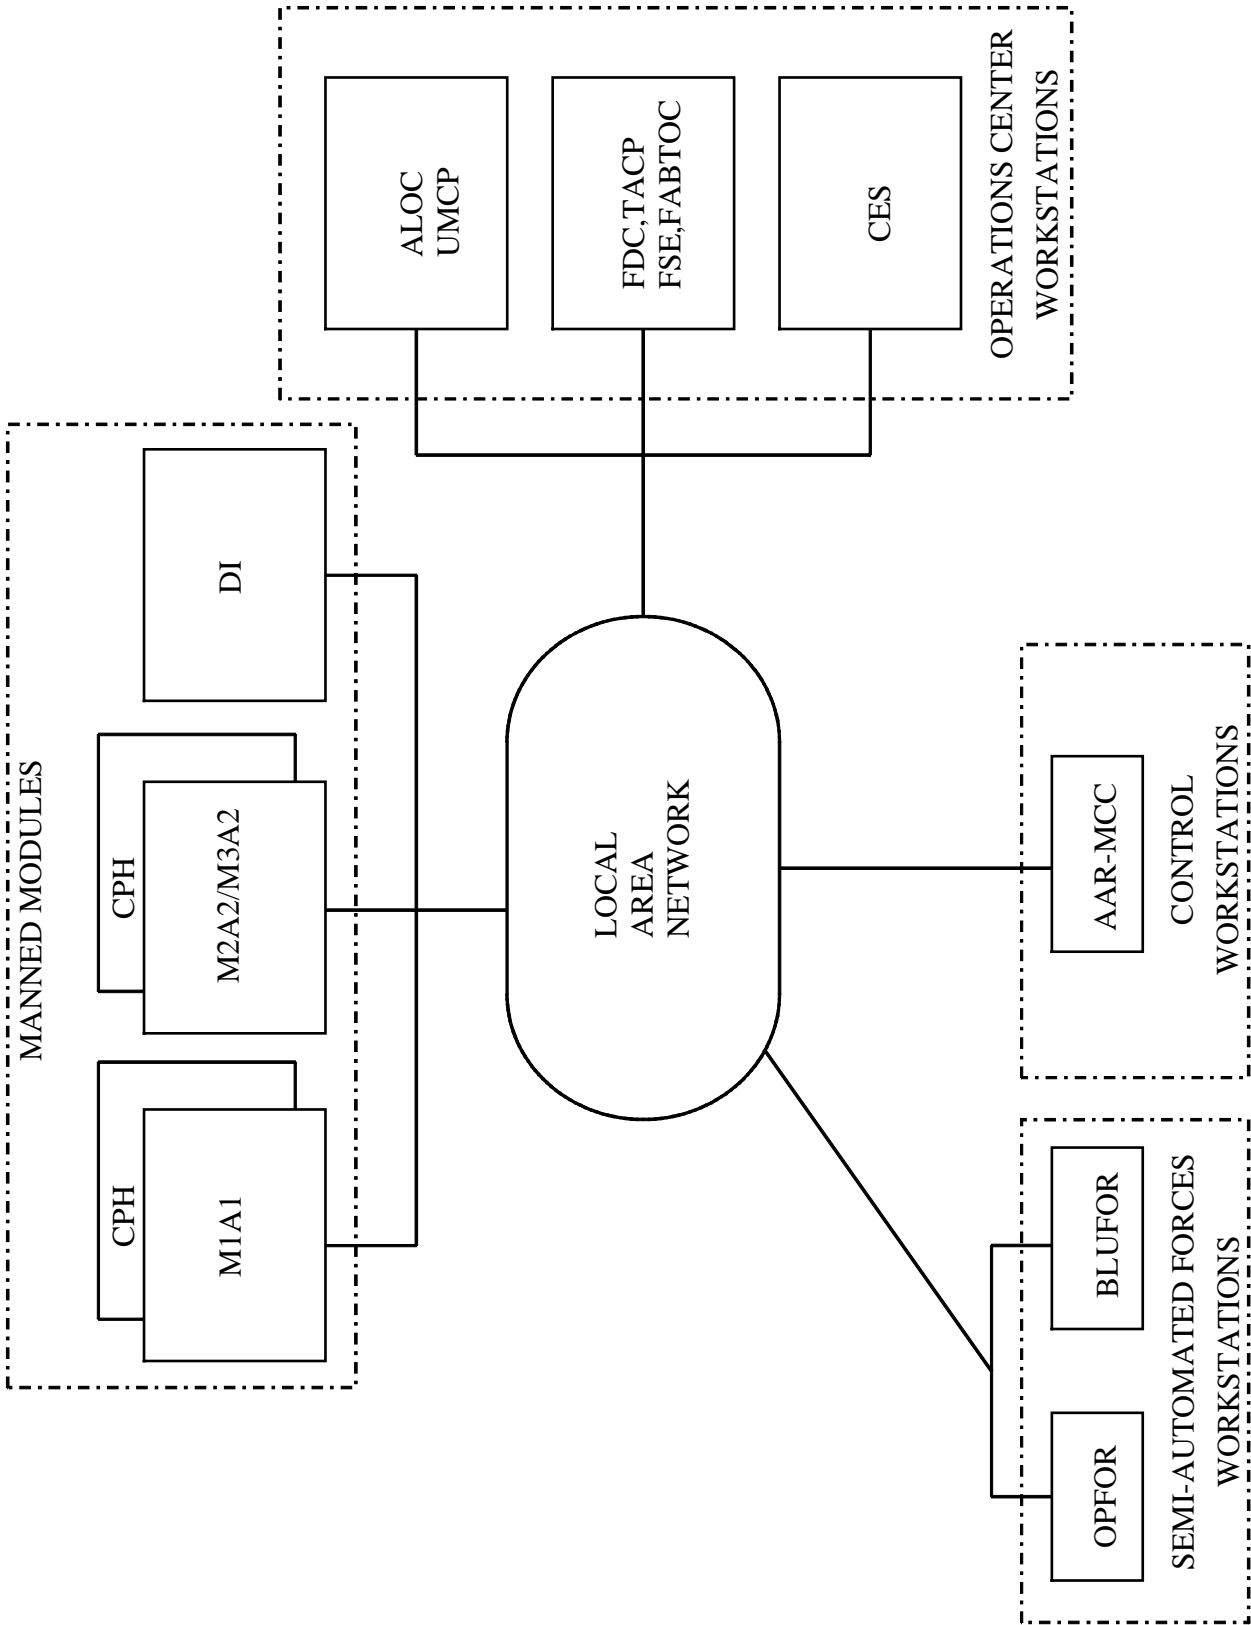 MANNED MODULES
CPH
M1A1
CPH
M2A2/M3A2
DI
LOCAL
AREA
NETWORK
ALOC
UMCP
FDC,TACP
FSE,FABTOC
CES
OPERATIONS CENTER
WORKSTATIONS
OPFOR
BLUFOR
SEMI-AUTOMATED FORCES
WORKSTATIONS
AAR-MCC
CONTROL
WORKSTATIONS